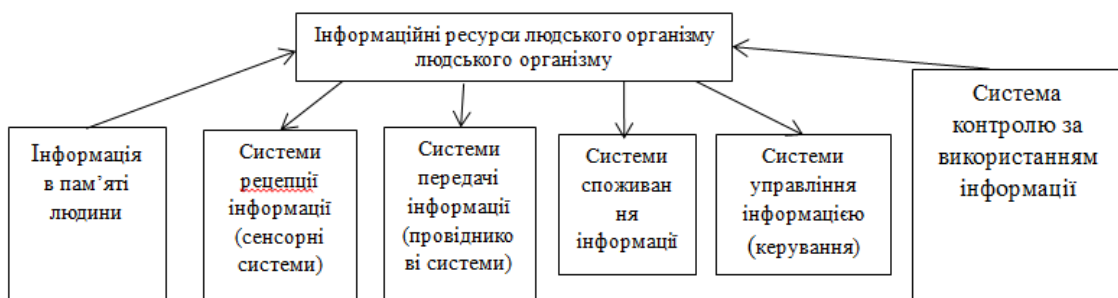 Інформаційні ресурси людського організму
людського організму
Інформація
в пам’яті
людини
Системи
рецепції
інформації
(сенсорні
системи)
Системи
передачі
інформації
(провіднико
ві системи)
Системи
споживан
ня
інформації
Системи
управління
інформацією
(керування)
Система
контролю за
використанням
інформації